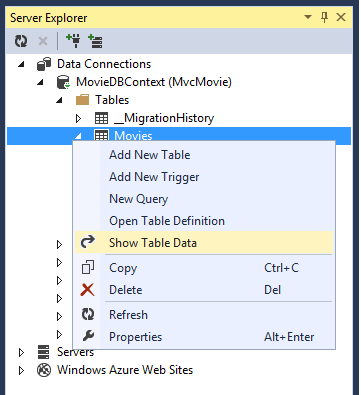 Server Explorer
Data Connections
MovieDBContext (MvcMovie)
Tables
__MigrationHistory
Movies
Add New Table
Add New Trigger
New Query
Open Table Definition
Show Table Data
Copy Ctrl+C
Delete Del
Refresh
Properties Alt+Enter
Servers
Windows Azure Web Sites